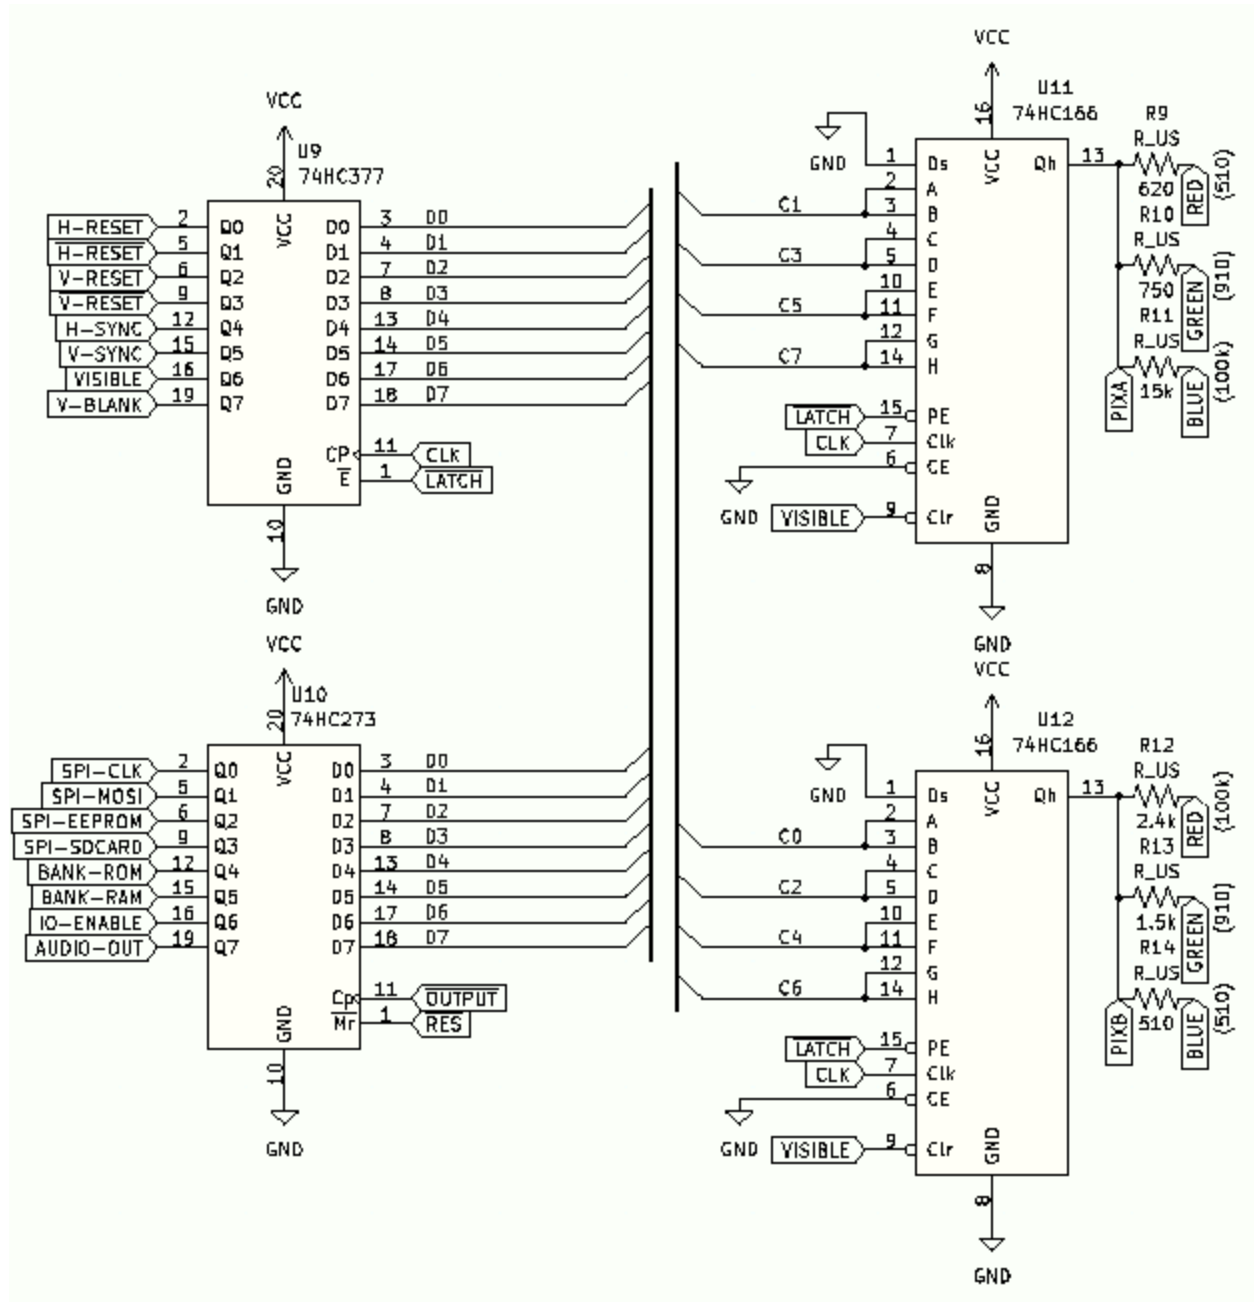 VCC
U9
74HC377
20
H-RESET 2 Q0 VCC D0 3 D0
H-RESET 5 Q1 D1 4 D1
V-RESET 6 Q2 D2 7 D2
V-RESET 9 Q3 D3 8 D3
H-SYNC 12 Q4 D4 13 D4
V-SYNC 15 Q5 D5 14 D5
VISIBLE 16 Q6 D6 17 D6
V-BLANK 19 Q7 D7 18 D7
CP 11 CLK
GND E 1 LATCH
10
GND
VCC
U10
74HC273
20
SPI-CLK 2 Q0 VCC D0 3 D0
SPI-MOSI 5 Q1 D1 4 D1
SPI-EEPROM 6 Q2 D2 7 D2
SPI-SDCARD 9 Q3 D3 8 D3
BANK-ROM 12 Q4 D4 13 D4
BANK-RAM 15 Q5 D5 14 D5
IO-ENABLE 16 Q6 D6 17 D6
AUDIO-OUT 19 Q7 D7 18 D7
Cp 11 OUTPUT
GND Mr 1 RES
10
GND
VCC
U11
74HC166
16
GND 1 Ds VCC Qh 13
2 A
C1 3 B
4 C
C3 5 D
10 E
C5 11 F
12 G
C7 14 H
LATCH 15 PE
CLK 7 Clk
6 CE
GND
VISIBLE 9 Clr GND
8
GND
R9
R_US
620
RED
(510)
R10
R_US
750
GREEN
(910)
R11
R_US
15k
BLUE
(100k)
PIXA
VCC
U12
74HC166
16
GND 1 Ds VCC Qh 13
2 A
C0 3 B
4 C
C2 5 D
10 E
C4 11 F
12 G
C6 14 H
LATCH 15 PE
CLK 7 Clk
6 CE
GND
VISIBLE 9 Clr GND
8
GND
R12
R_US
2.4k
RED
(100k)
R13
R_US
1.5k
GREEN
(910)
R14
R_US
510
BLUE
(510)
PIXB